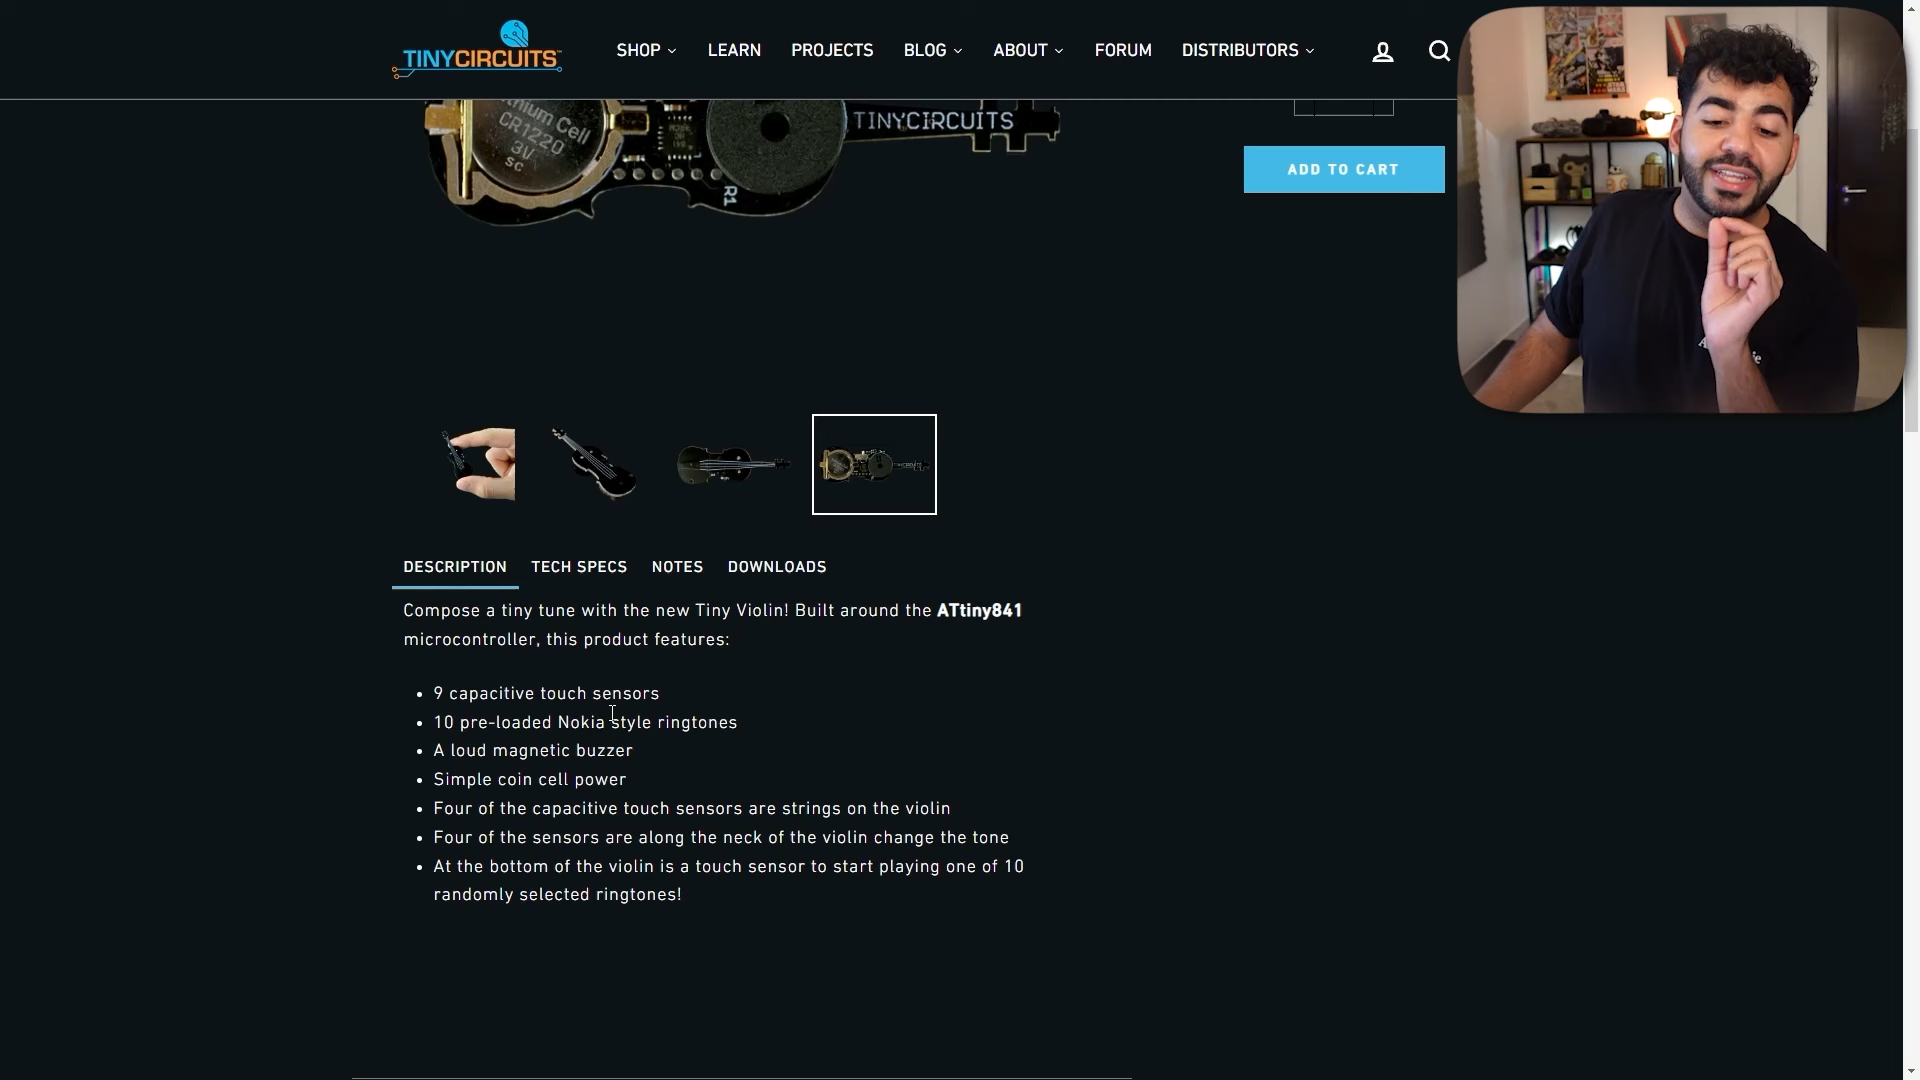 TINYCIRCUITS
SHOP
LEARN
PROJECTS
BLOG
ABOUT
FORUM
DISTRIBUTORS
thium Cell
CR1220
3V
SC
R1
TINYCIRCUITS
ADD TO CART
DESCRIPTION
TECH SPECS
NOTES
DOWNLOADS
Compose a tiny tune with the new Tiny Violin! Built around the ATtiny841
microcontroller, this product features:
• 9 capacitive touch sensors
• 10 pre-loaded Nokia style ringtones
• A loud magnetic buzzer
• Simple coin cell power
• Four of the capacitive touch sensors are strings on the violin
• Four of the sensors are along the neck of the violin change the tone
• At the bottom of the violin is a touch sensor to start playing one of 10
randomly selected ringtones!